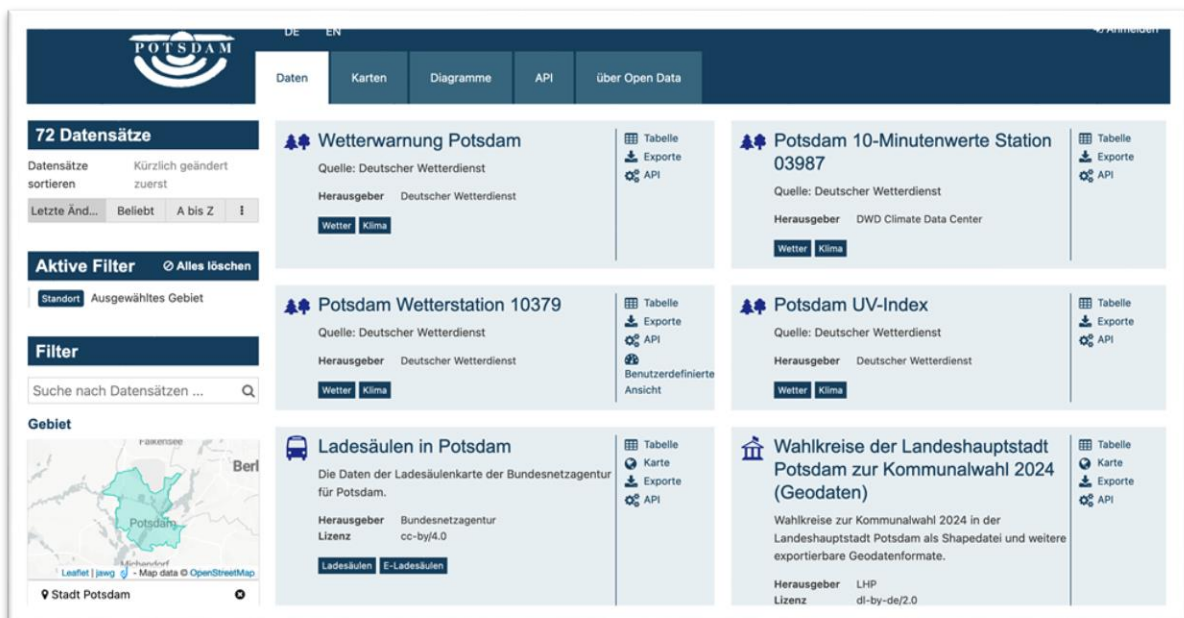 POTSDAM
DE EN
Anmelden
Daten Karten Diagramme API über Open Data
72 Datensätze
Datensätze sortieren
Kürzlich geändert zuerst
Letzte Änd... Beliebt A bis Z
Aktive Filter Alles löschen
Standort Ausgewähltes Gebiet
Filter
Suche nach Datensätzen ...
Gebiet
Falkensee
Berl
Potsdam
Michendorf
Leaflet | jawg - Map data © OpenStreetMap
Stadt Potsdam
Wetterwarnung Potsdam
Quelle: Deutscher Wetterdienst
Herausgeber Deutscher Wetterdienst
Wetter Klima
Tabelle
Exporte
API
Potsdam 10-Minutenwerte Station
03987
Quelle: Deutscher Wetterdienst
Herausgeber DWD Climate Data Center
Wetter Klima
Tabelle
Exporte
API
Potsdam Wetterstation 10379
Quelle: Deutscher Wetterdienst
Herausgeber Deutscher Wetterdienst
Wetter Klima
Tabelle
Exporte
API
Benutzerdefinierte
Ansicht
Potsdam UV-Index
Quelle: Deutscher Wetterdienst
Herausgeber Deutscher Wetterdienst
Wetter Klima
Tabelle
Exporte
API
Ladesäulen in Potsdam
Die Daten der Ladesäulenkarte der Bundesnetzagentur
für Potsdam.
Herausgeber Bundesnetzagentur
Lizenz cc-by/4.0
Ladesäulen E-Ladesäulen
Tabelle
Karte
Exporte
API
Wahlkreise der Landeshauptstadt
Potsdam zur Kommunalwahl 2024
(Geodaten)
Wahlkreise zur Kommunalwahl 2024 in der
Landeshauptstadt Potsdam als Shapedatei und weitere
exportierbare Geodatenformate.
Herausgeber LHP
Lizenz dl-by-de/2.0
Tabelle
Karte
Exporte
API